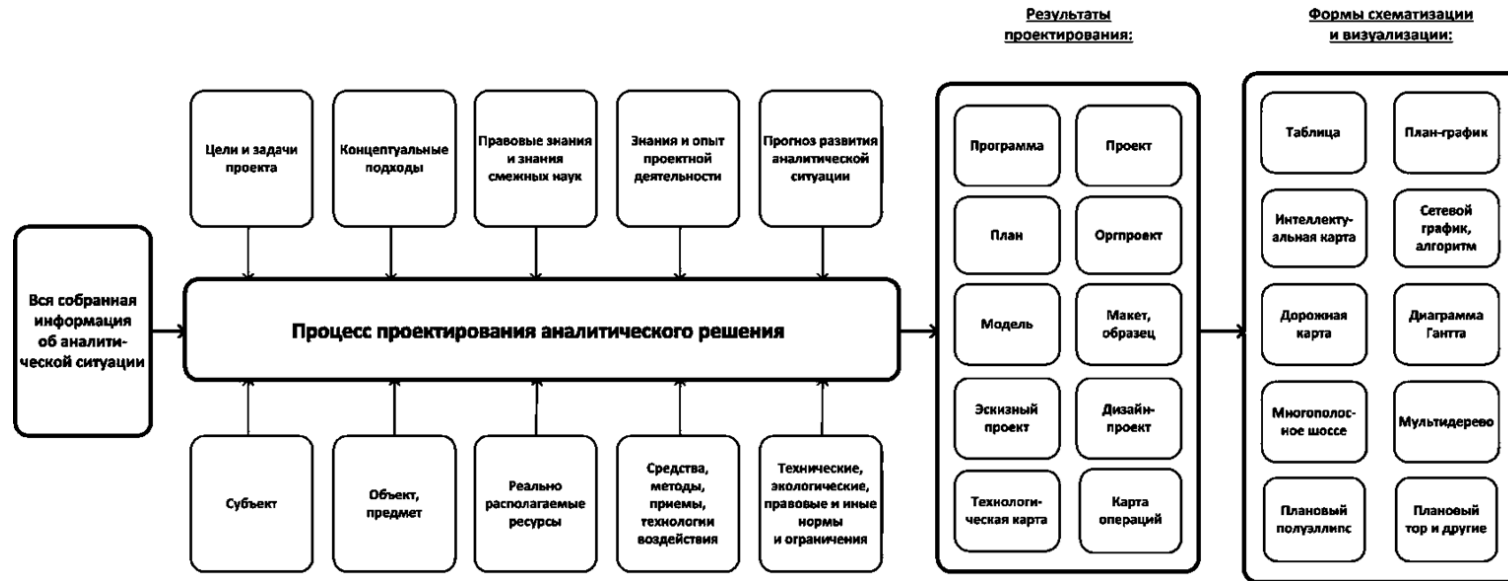 Результаты
проектирования:
Формы схематизации
и визуализации:
Цели и задачи
проекта
Концептуальные
подходы
Правовые знания
и знания
смежных наук
Знания и опыт
проектной
деятельности
Прогноз развития
аналитической
ситуации
Вся собранная
информация
об аналити-
ческой ситуации
Процесс проектирования аналитического решения
Субъект
Объект,
предмет
Реально
располагаемые
ресурсы
Средства,
методы,
приемы,
технологии
воздействия
Технические,
экологические,
правовые и иные
нормы
и ограничения
Программа
Проект
План
Оргпроект
Модель
Макет,
образец
Эскизный
проект
Дизайн-
проект
Технологи-
ческая карта
Карта
операций
Таблица
План-график
Интеллекту-
альная карта
Сетевой
график,
алгоритм
Дорожная
карта
Диаграмма
Гантта
Многополос-
сное шоссе
Мультидерево
Плановый
полуэллипс
Плановый
тор и другие